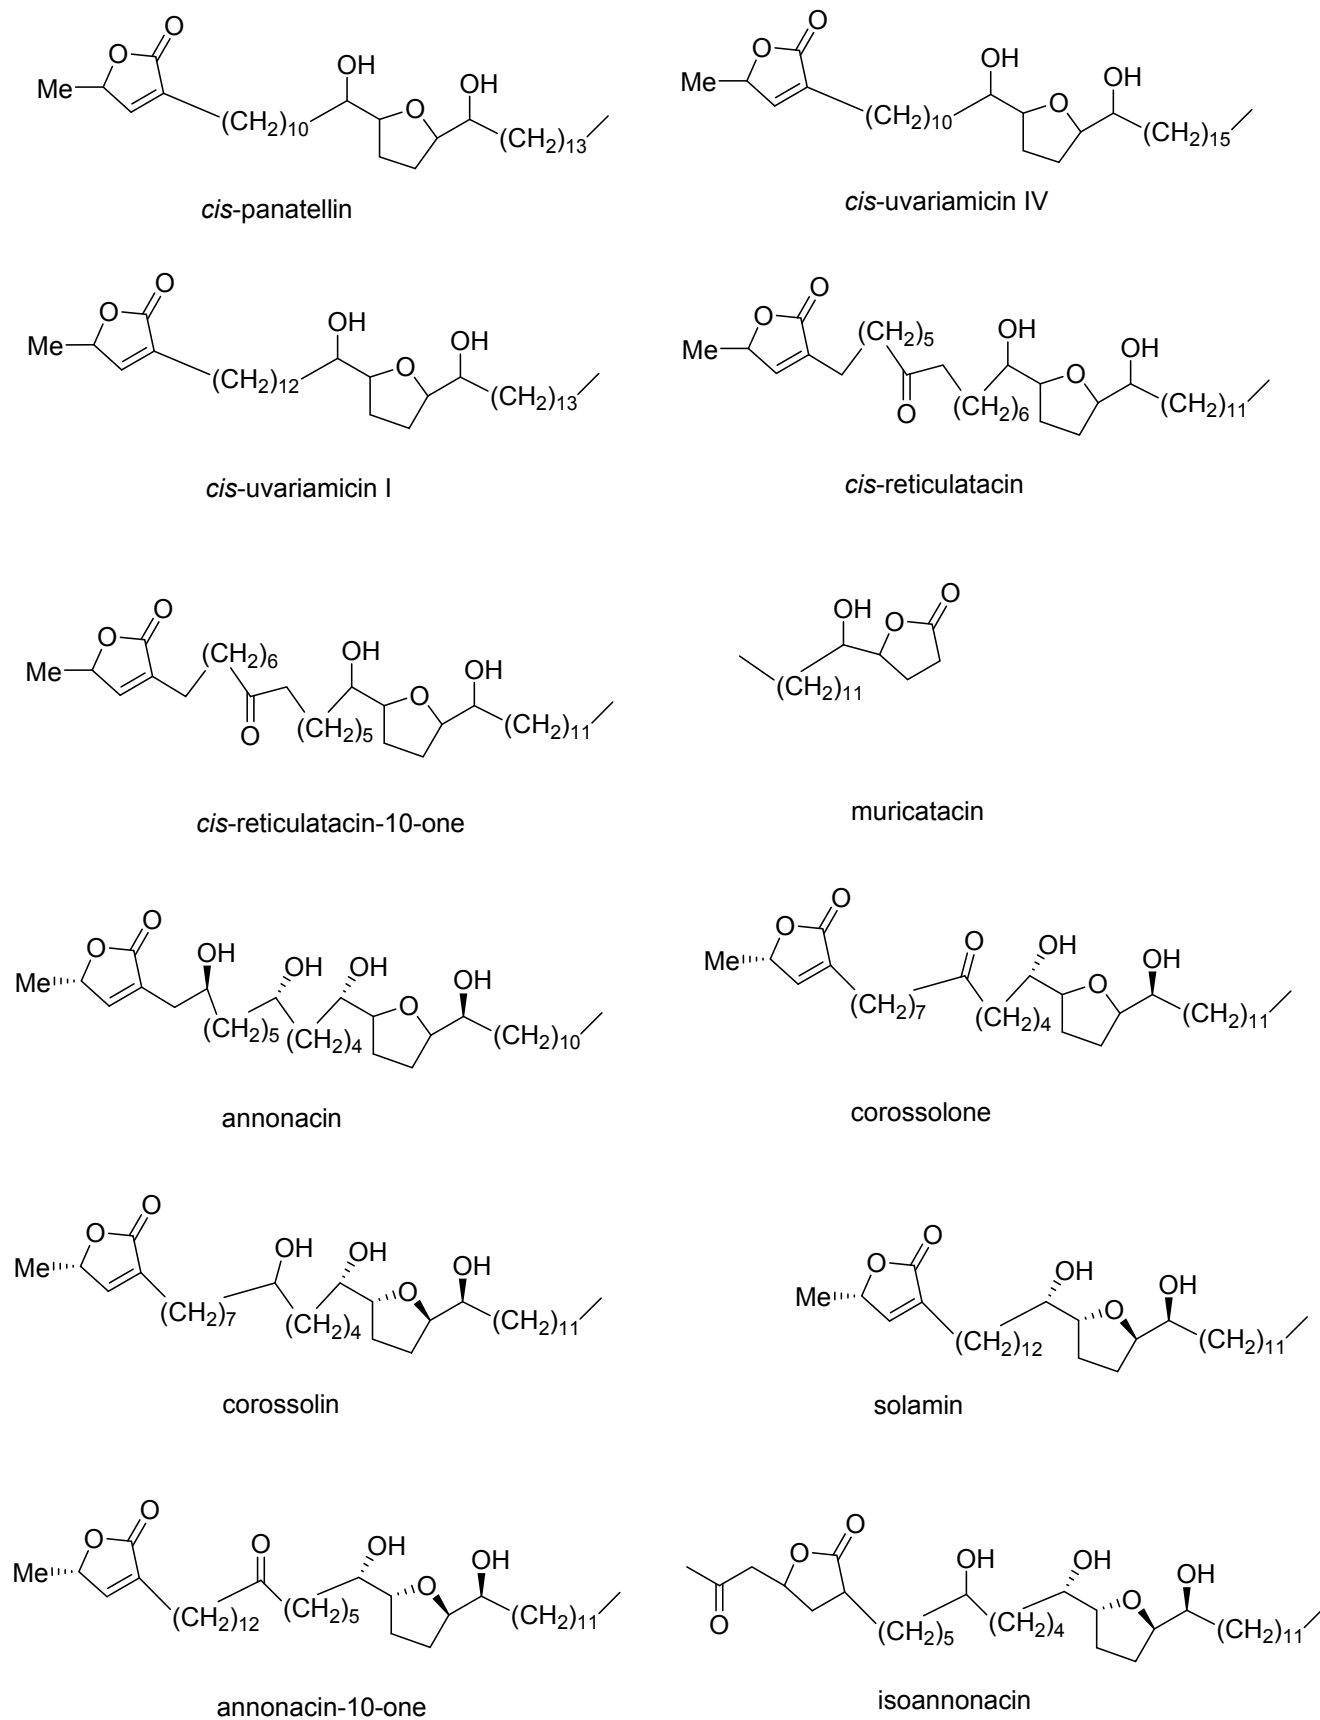 O O
Me
OH
O
OH
(CH2)10
(CH2)13
cis-panatellin
O O
Me
OH
O
OH
(CH2)10
(CH2)15
cis-uvariamicin IV
O O
Me
OH
O
OH
(CH2)12
(CH2)13
cis-uvariamicin I
O O
Me
(CH2)5
O
OH
(CH2)6
O
OH
(CH2)11
cis-reticulatacin
O O
Me
(CH2)6
O
OH
(CH2)5
O
OH
(CH2)11
cis-reticulatacin-10-one
OH
O O
(CH2)11
muricatacin
O O
Me
OH
(CH2)5
OH
(CH2)4
OH
O
OH
(CH2)10
annonacin
O O
Me
(CH2)7
O
(CH2)4
OH
O
OH
(CH2)11
corossolone
O O
Me
(CH2)7
OH
(CH2)4
OH
O
OH
(CH2)11
corossolin
O O
Me
(CH2)12
OH
O
OH
(CH2)11
solamin
O O
Me
(CH2)12
O
(CH2)5
OH
O
OH
(CH2)11
annonacin-10-one
O
O O
(CH2)5
OH
(CH2)4
OH
O
OH
(CH2)11
isoannonacin